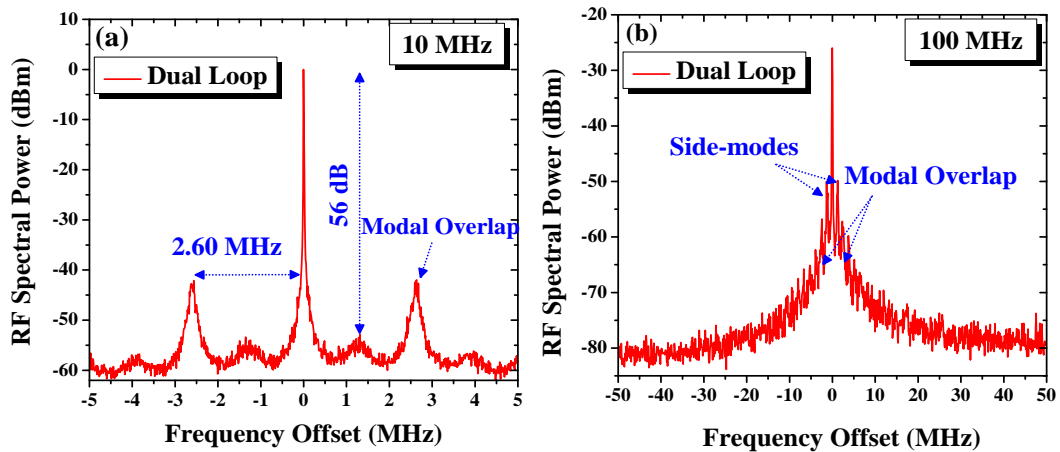 (a)
10 MHz
Dual Loop
56 dB
2.60 MHz
Modal Overlap
RF Spectral Power (dBm)
10
0
-10
-20
-30
-40
-50
-60
-5 -4 -3 -2 -1 0 1 2 3 4 5
Frequency Offset (MHz)
(b)
100 MHz
Dual Loop
Side-modes
Modal Overlap
RF Spectral Power (dBm)
-20
-30
-40
-50
-60
-70
-80
-50 -40 -30 -20 -10 0 10 20 30 40 50
Frequency Offset (MHz)